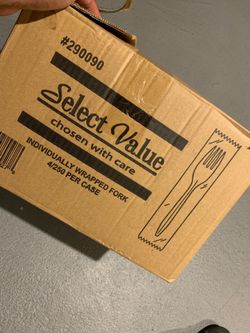 #290090
Select Value
chosen with care
INDIVIDUALLY WRAPPED FORK
4/250 PER CASE